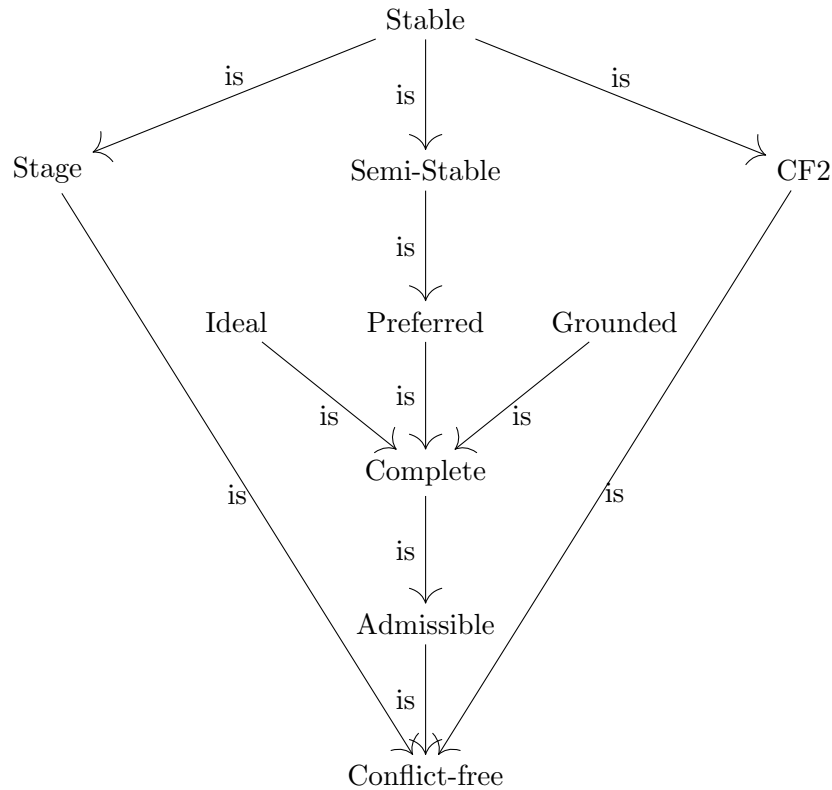 Stable
is
is
is
Stage
Semi-Stable
CF2
is
Ideal
Preferred
Grounded
is
is
is
Complete
is
is
is
Admissible
is
Conflict-free